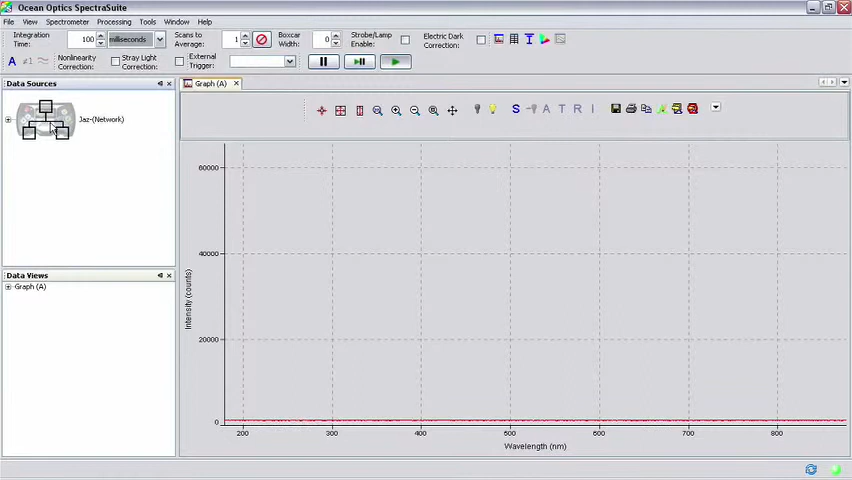 Ocean Optics SpectraSuite
File View Spectrometer Processing Tools Window Help
Integration Time: 100 milliseconds
Scans to Average: 1
Boxcar Width: 0
Strobe/Lamp Enable:
Electric Dark Correction:
A ≠1 ≈ Nonlinearity Correction:
Stray Light Correction:
External Trigger:
Data Sources
Graph (A)
Jaz-(Network)
S A T R I
Data Views
Graph (A)
60000
40000
20000
0
Intensity (counts)
200 300 400 500 600 700 800
Wavelength (nm)